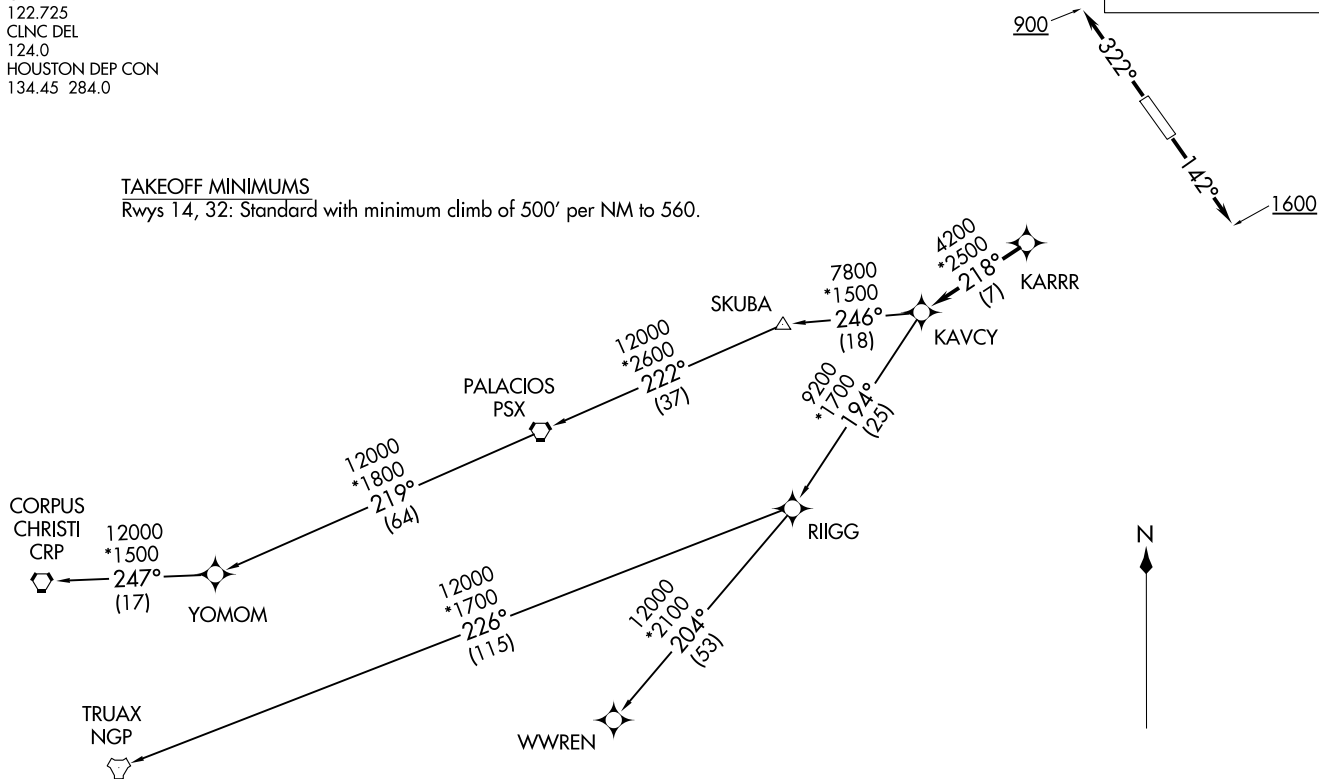 122.725
CLNC DEL
124.0
HOUSTON DEP CON
134.45 284.0
900
322°
142°
1600
TAKEOFF MINIMUMS
Rwys 14, 32: Standard with minimum climb of 500' per NM to 560.
4200
*2500
218°
(7)
KARRR
7800
*1500
246°
(18)
SKUBA
KAVCY
12000
*2600
222°
(37)
PALACIOS
PSX
9200
*1700
194°
(25)
12000
*1800
219°
(64)
CORPUS
CHRISTI
CRP
12000
*1500
247°
(17)
YOMOM
RIIGG
N
12000
*1700
226°
(115)
12000
*2100
204°
(53)
TRUAX
NGP
WWREN